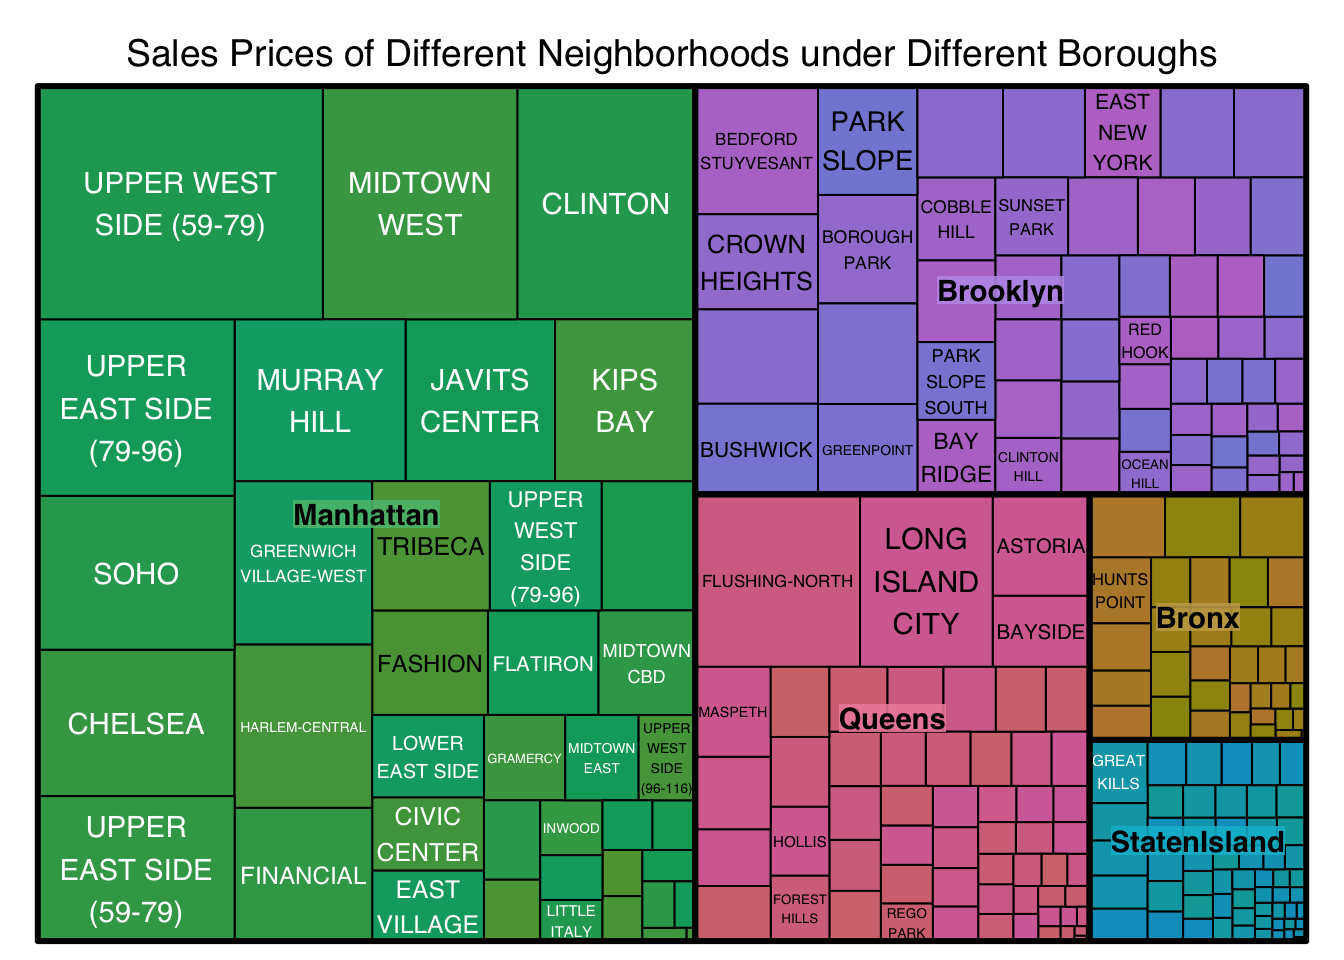 Sales Prices of Different Neighborhoods under Different Boroughs
UPPER WEST
SIDE (59-79)
MIDTOWN
WEST
CLINTON
UPPER
EAST SIDE
(79-96)
MURRAY
HILL
JAVITS
CENTER
KIPS
BAY
SOHO
CHELSEA
UPPER
EAST SIDE
(59-79)
Manhattan
GREENWICH
VILLAGE-WEST
TRIBECA
UPPER
WEST
SIDE
(79-96)
HARLEM-CENTRAL
FINANCIAL
FASHION
FLATIRON
MIDTOWN
CBD
LOWER
EAST SIDE
GRAMERCY
MIDTOWN
EAST
UPPER
WEST
SIDE
(96-116)
CIVIC
CENTER
EAST
VILLAGE
INWOOD
LITTLE
ITALY
BEDFORD
STUYVESANT
PARK
SLOPE
EAST
NEW
YORK
CROWN
HEIGHTS
BOROUGH
PARK
COBBLE
HILL
SUNSET
PARK
Brooklyn
RED
HOOK
PARK
SLOPE
SOUTH
BUSHWICK
GREENPOINT
BAY
RIDGE
CLINTON
HILL
OCEAN
HILL
FLUSHING-NORTH
LONG
ISLAND
CITY
ASTORIA
BAYSIDE
MASPETH
Queens
HOLLIS
FOREST
HILLS
REGO
PARK
HUNTS
POINT
Bronx
GREAT
KILLS
StatenIsland